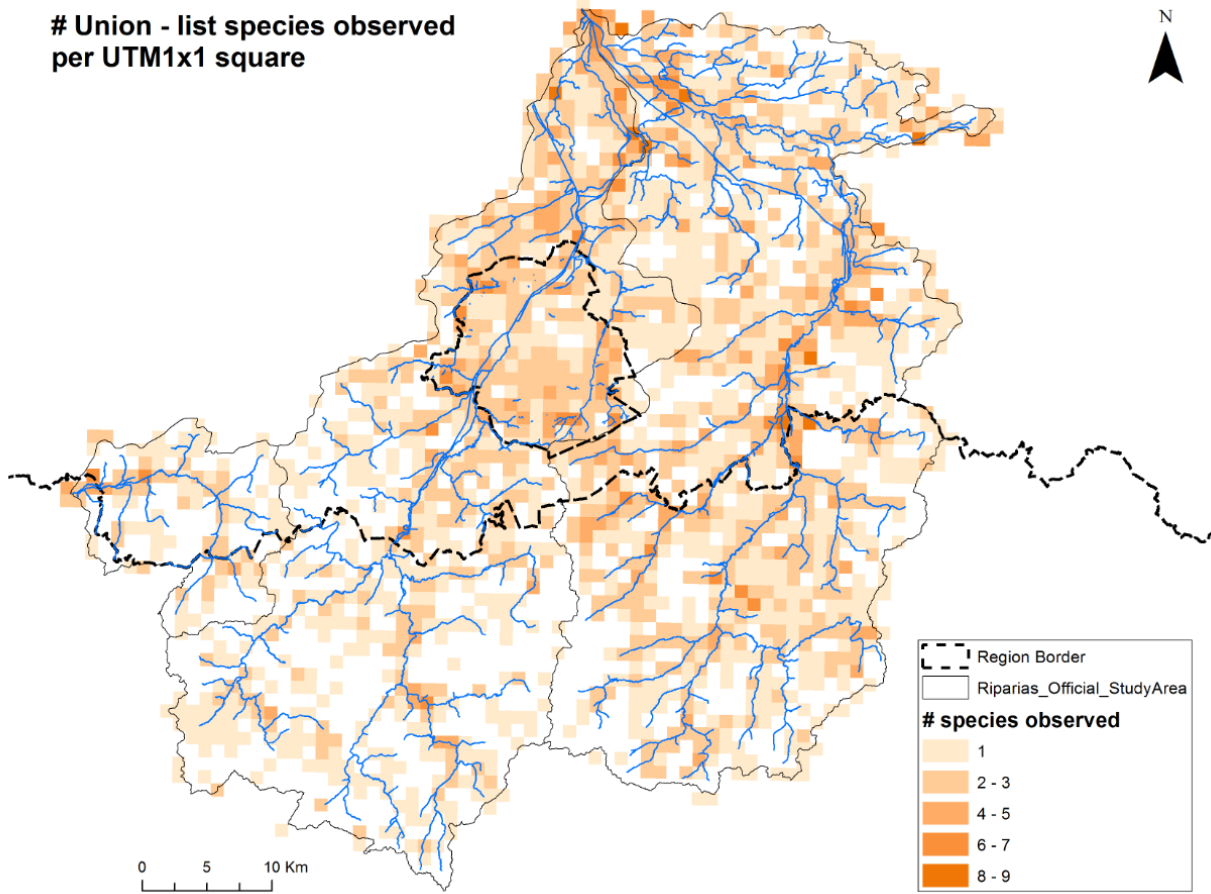 # Union - list species observed
per UTM1x1 square
N
Region Border
Riparias_Official_StudyArea
# species observed
1
2 - 3
4 - 5
6 - 7
8 - 9
0 5 10 Km